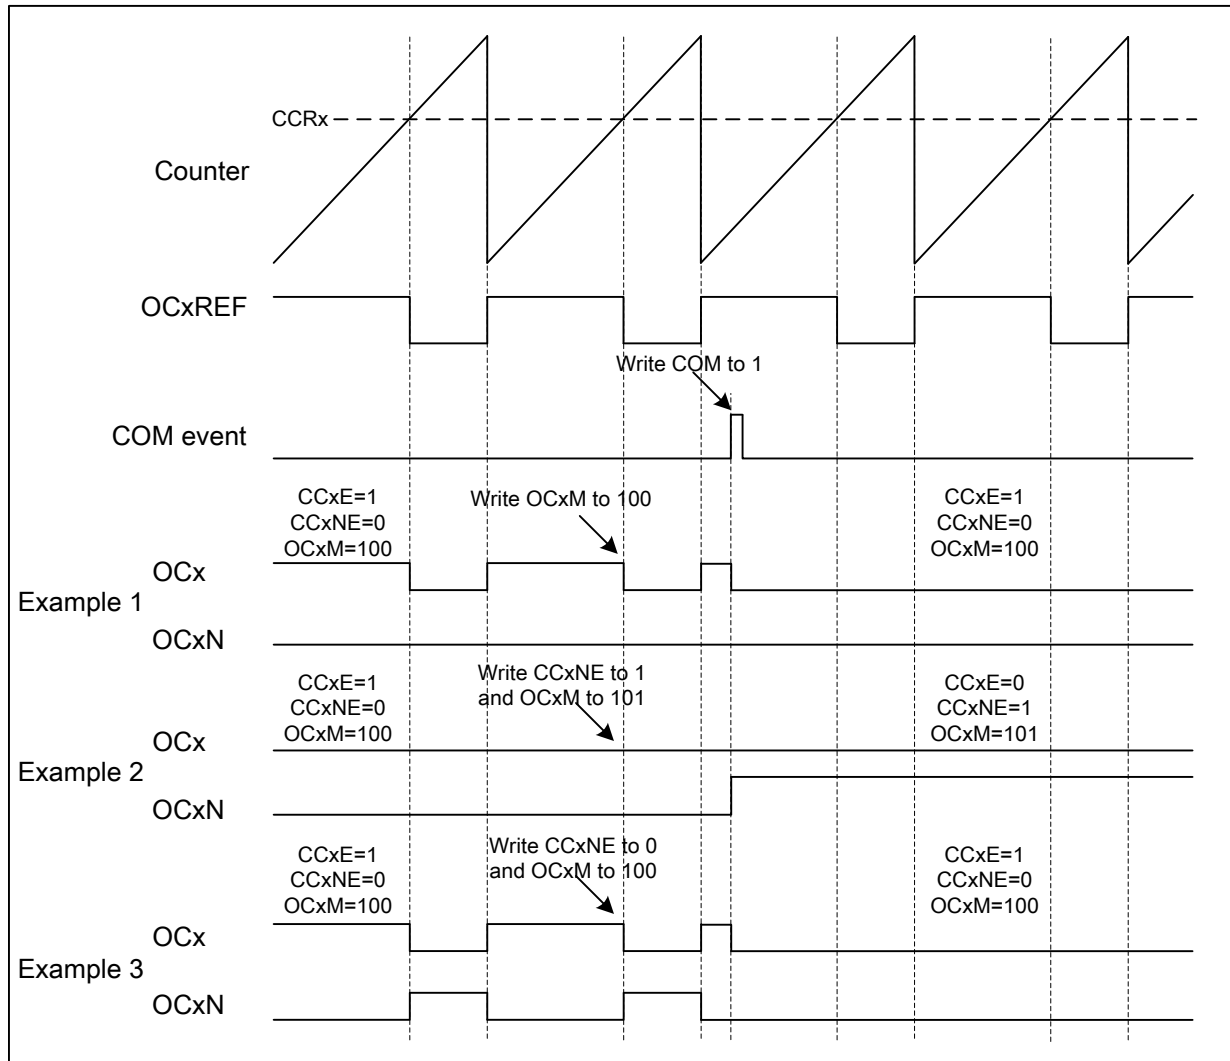 CCRx
Counter
OCxREF
Write COM to 1
COM event
CCxE=1
CCxNE=0
OCxM=100
Write OCxM to 100
CCxE=1
CCxNE=0
OCxM=100
OCx
Example 1
OCxN
CCxE=1
CCxNE=0
OCxM=100
Write CCxNE to 1
and OCxM to 101
CCxE=0
CCxNE=1
OCxM=101
OCx
Example 2
OCxN
CCxE=1
CCxNE=0
OCxM=100
Write CCxNE to 0
and OCxM to 100
CCxE=1
CCxNE=0
OCxM=100
OCx
Example 3
OCxN